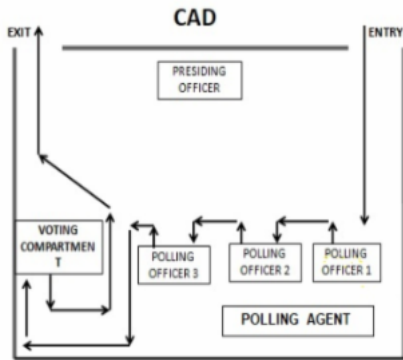 CAD
EXIT
ENTRY
PRESIDING
OFFICER
VOTING
COMPARTMEN
T
POLLING
OFFICER 3
POLLING
OFFICER 2
POLLING
OFFICER 1
POLLING AGENT